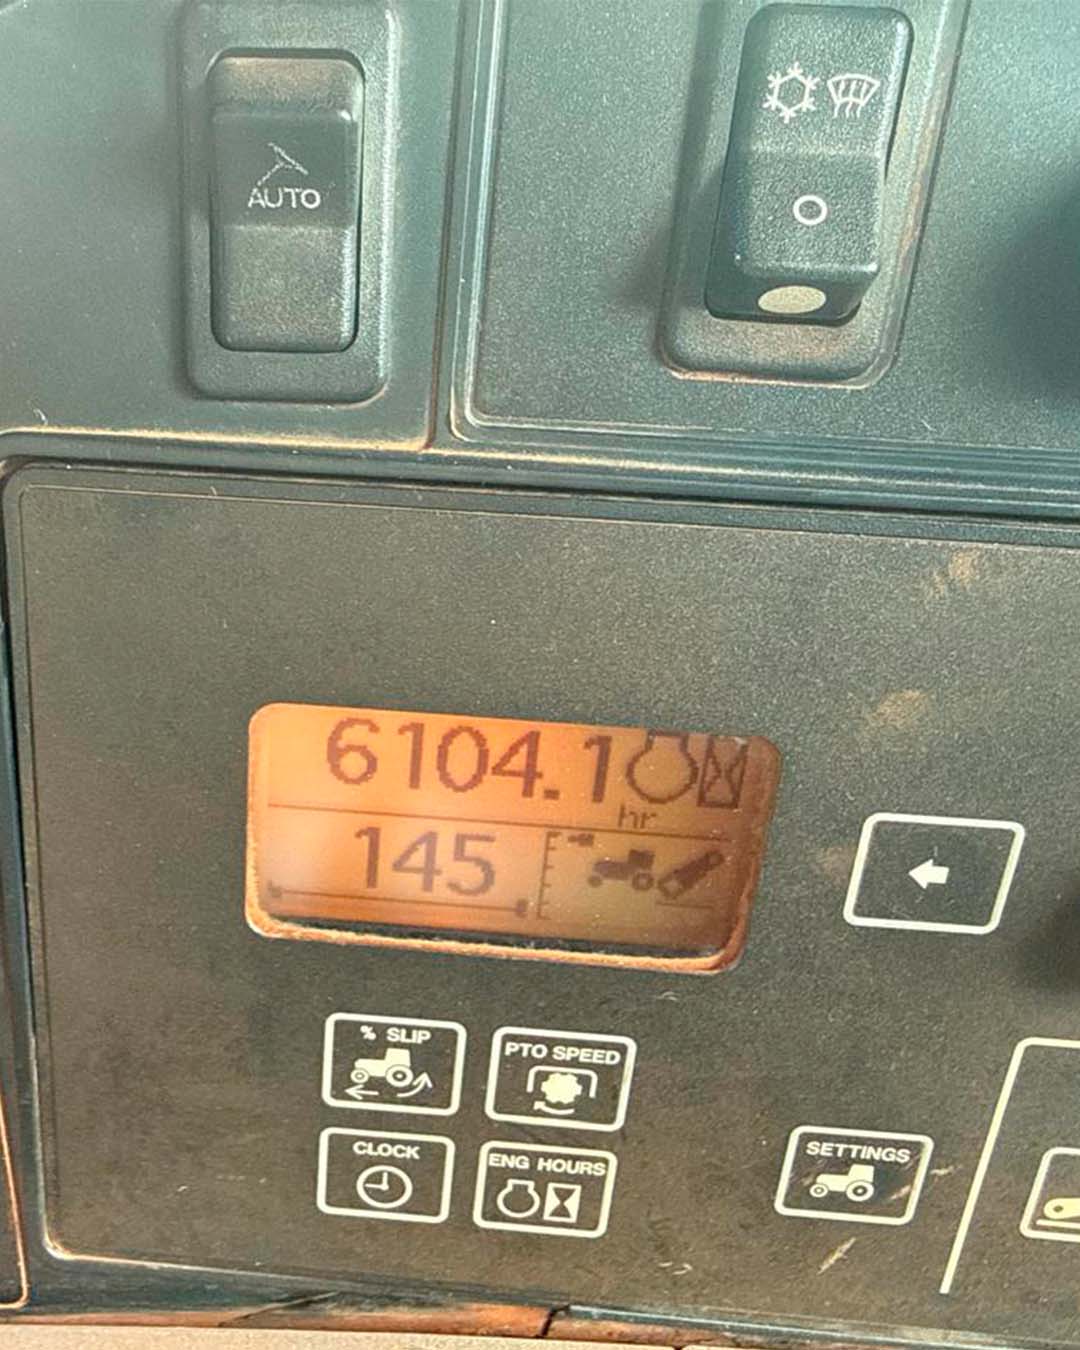 AUTO
6104.1
hr
145
% SLIP
PTO SPEED
CLOCK
ENG HOURS
SETTINGS